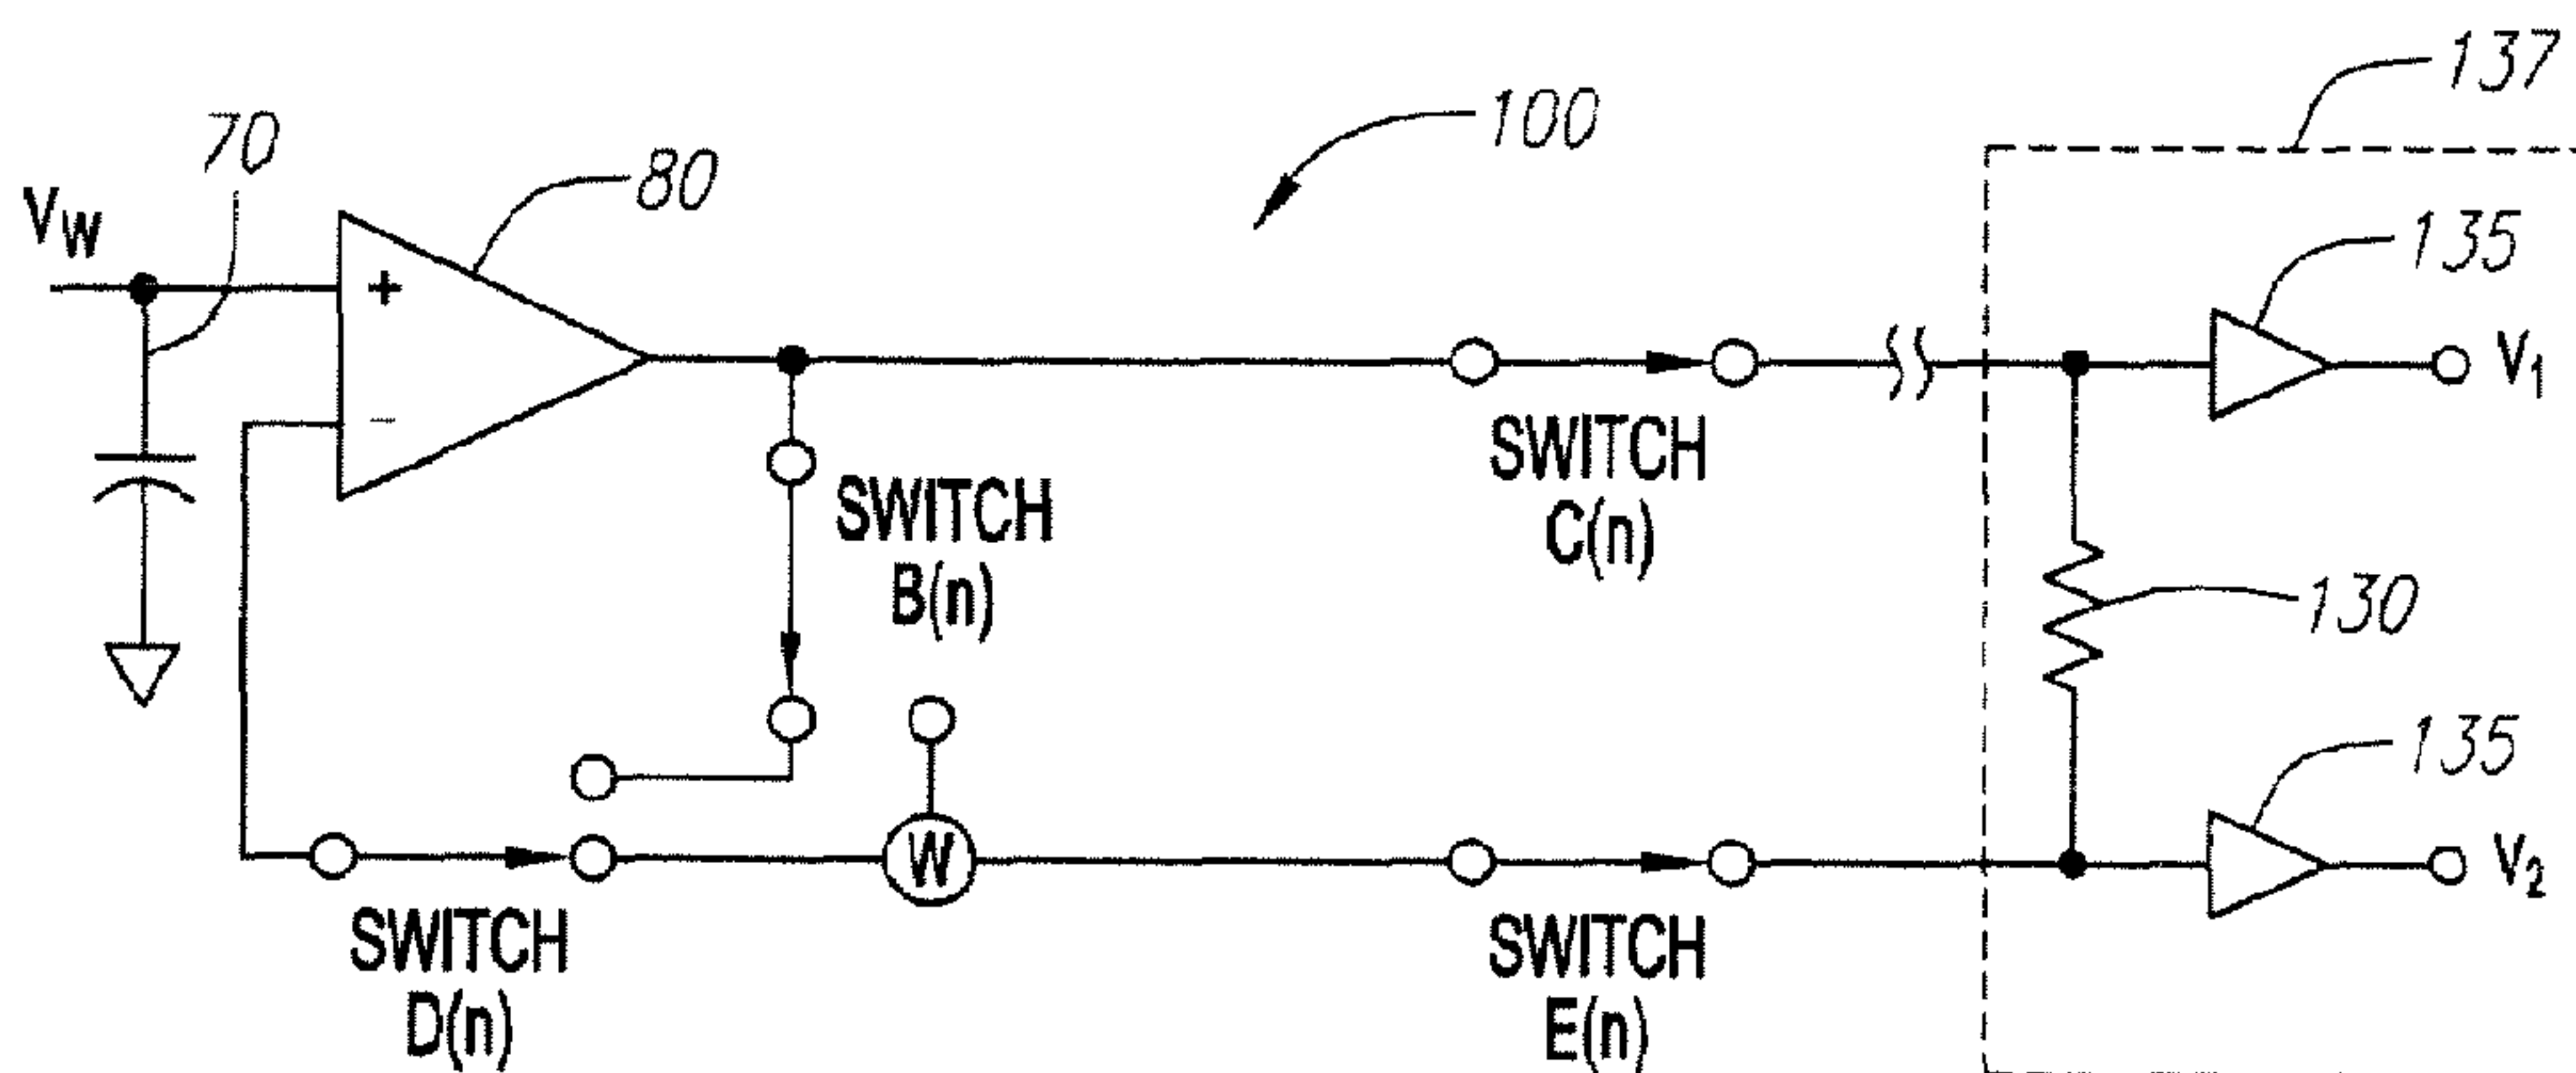 137
100
70
80
V_W
135
+
V_1
−
SWITCH
C(n)
SWITCH
B(n)
130
135
W
V_2
SWITCH
D(n)
SWITCH
E(n)